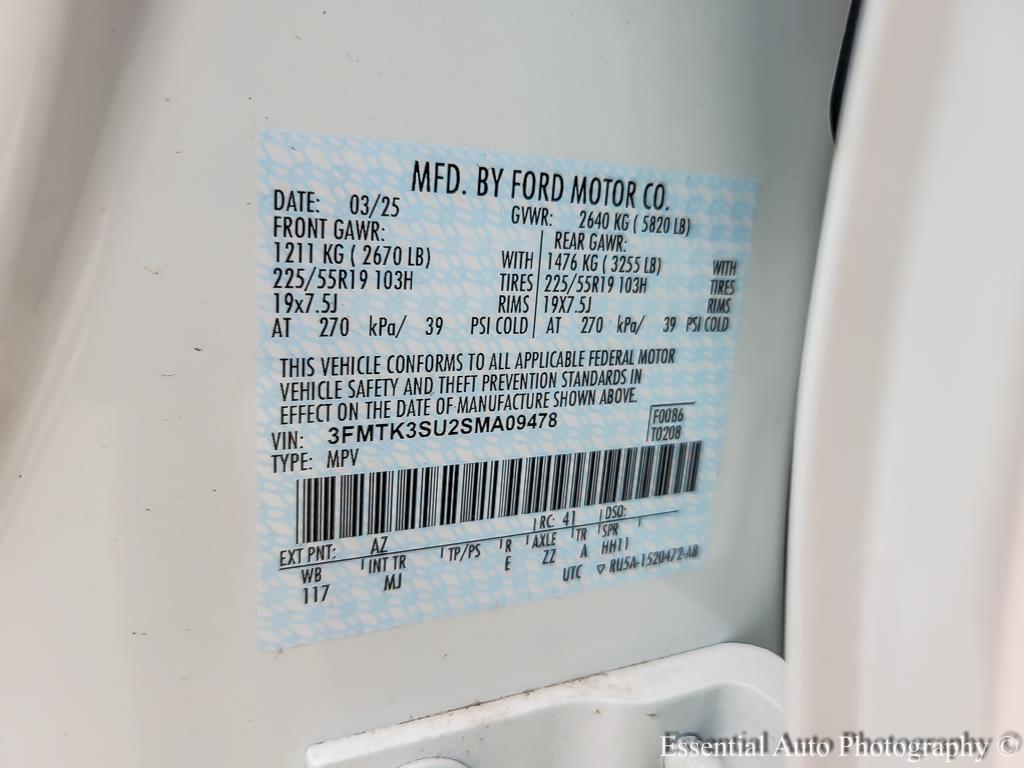 MFD. BY FORD MOTOR CO.
DATE: 03/25 GVWR: 2640 KG ( 5820 LB)
FRONT GAWR: REAR GAWR:
1211 KG ( 2670 LB) WITH 1476 KG ( 3255 LB) WITH
225/55R19 103H TIRES 225/55R19 103H TIRES
19x7.5J RIMS 19X7.5J RIMS
AT 270 kPa/ 39 PSI COLD AT 270 kPa/ 39 PSI COLD
THIS VEHICLE CONFORMS TO ALL APPLICABLE FEDERAL MOTOR
VEHICLE SAFETY AND THEFT PREVENTION STANDARDS IN
EFFECT ON THE DATE OF MANUFACTURE SHOWN ABOVE.
VIN: 3FMTK3SU2SMA09478 F0086
TYPE: MPV T0208
EXT PNT: AZ RC: 41 DSO:
WB INT TR TP/PS R AXLE TR SPR
117 MJ E ZZ A HH11
UTC ▽ RU5A-1520472-AB
Essential Auto Photography ©